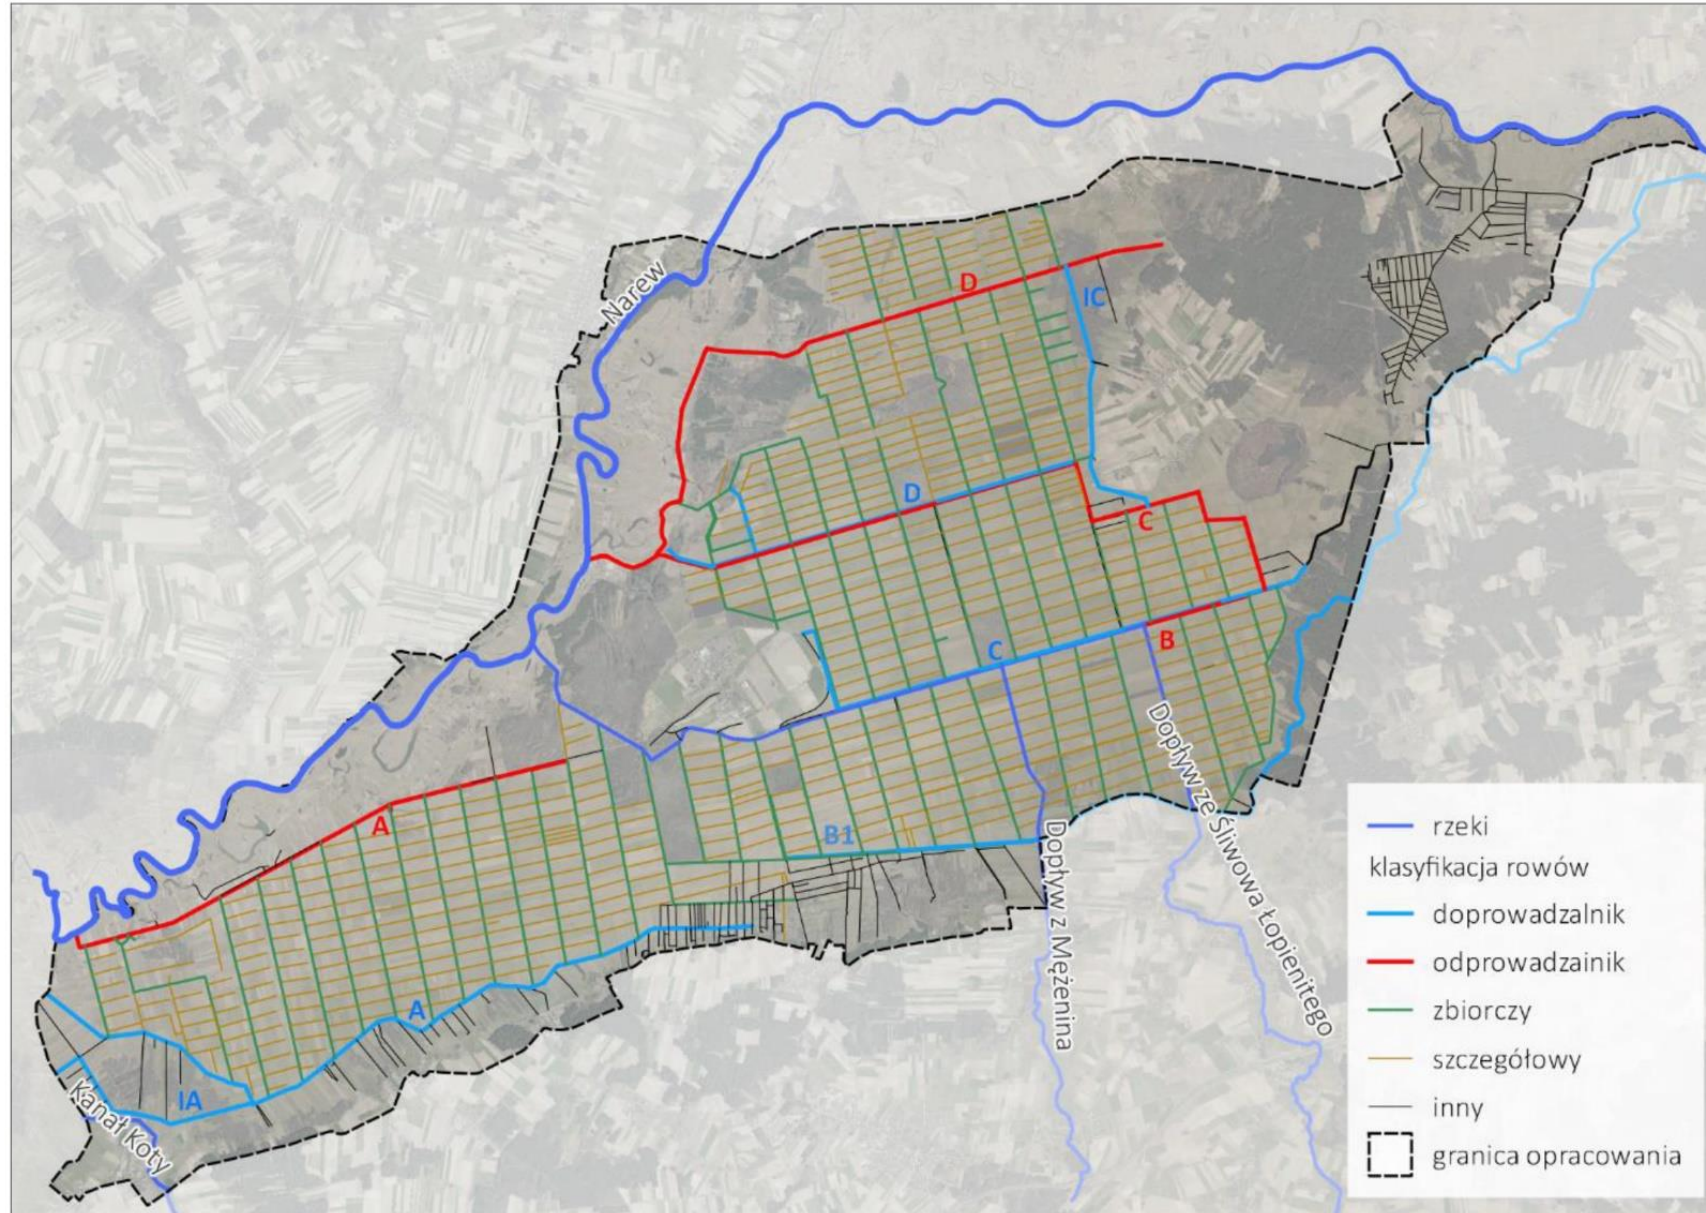 Narew
D
IC
D
C
C
B
Dopływ ze Śliwowa Łopienitego
A
B1
Dopływ z Mężenina
A
IA
Kanał Koty
rzeki
klasyfikacja rowów
doprowadzalnik
odprowadzainik
zbiorczy
szczegółowy
inny
granica opracowania